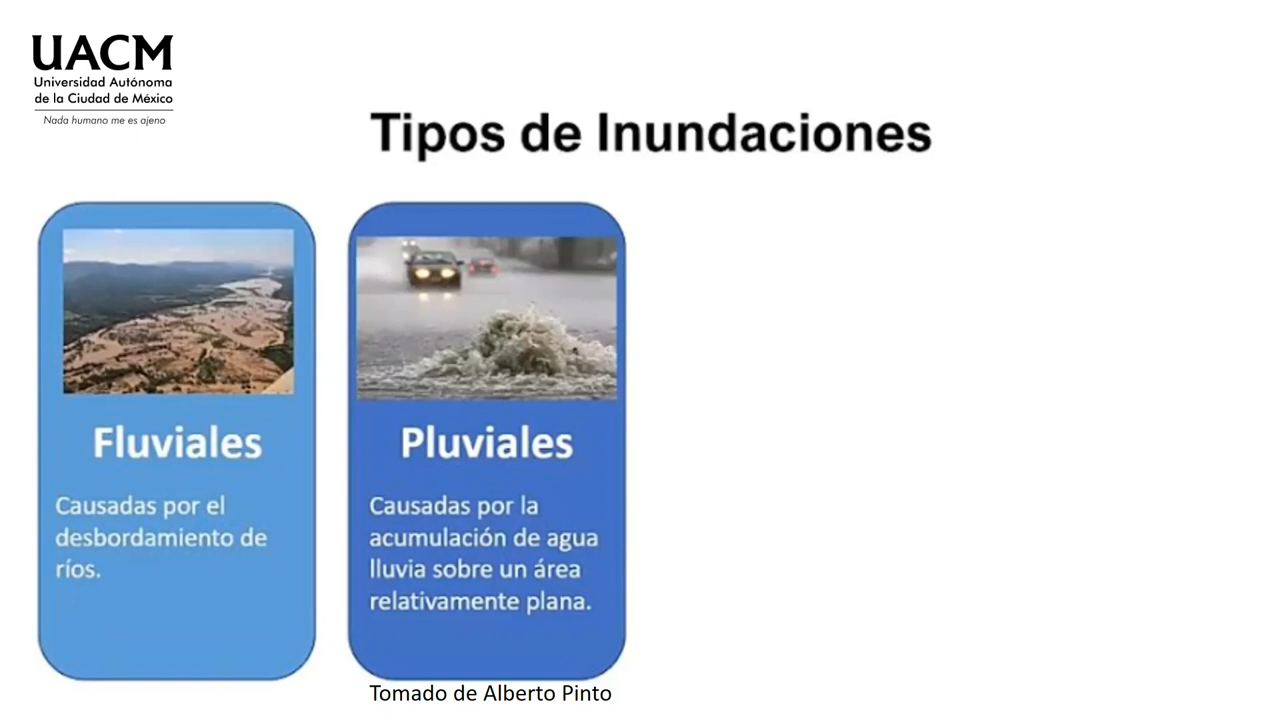 UACM
Universidad Autónoma
de la Ciudad de México
Nada humano me es ajeno
Tipos de Inundaciones
Fluviales
Causadas por el
desbordamiento de
ríos.
Pluviales
Causadas por la
acumulación de agua
lluvia sobre un área
relativamente plana.
Tomado de Alberto Pinto